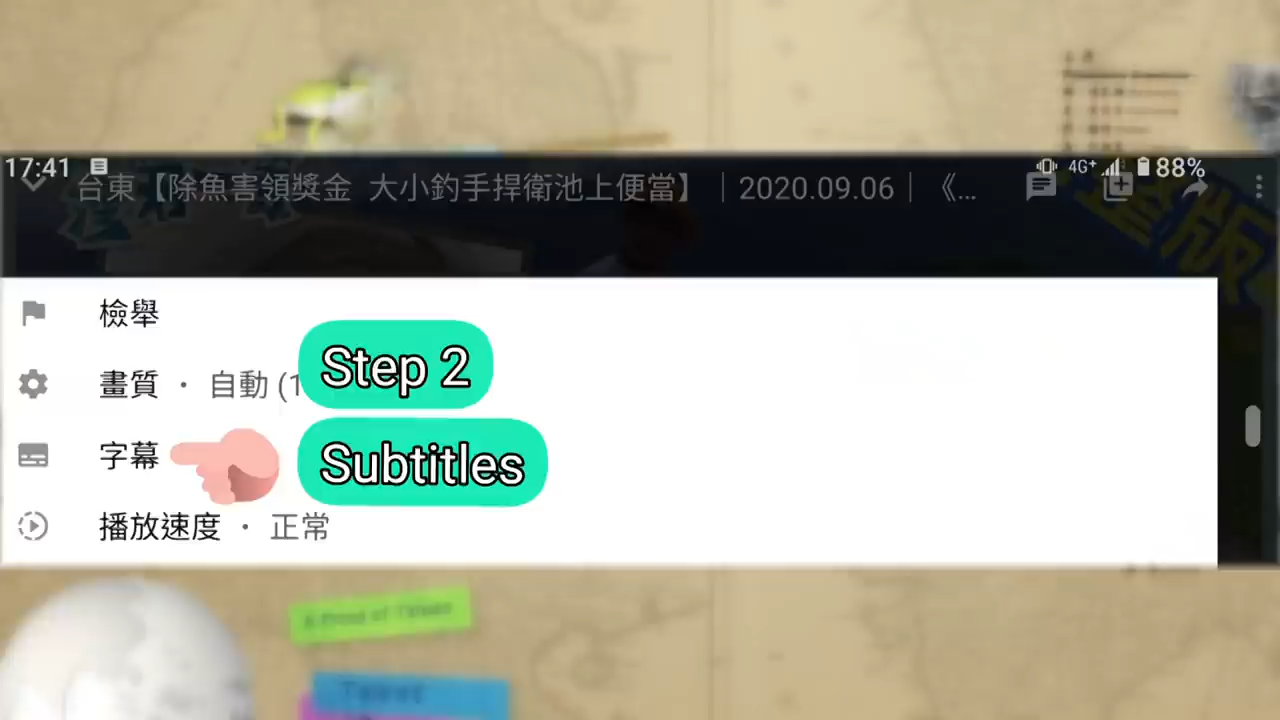 17:41
4G+ 88%
台東【除魚害領獎金 大小釣手捍衛池上便當】｜2020.09.06｜《...
整版
檢舉
畫質 · 自動 (1
Step 2
字幕
Subtitles
播放速度 · 正常